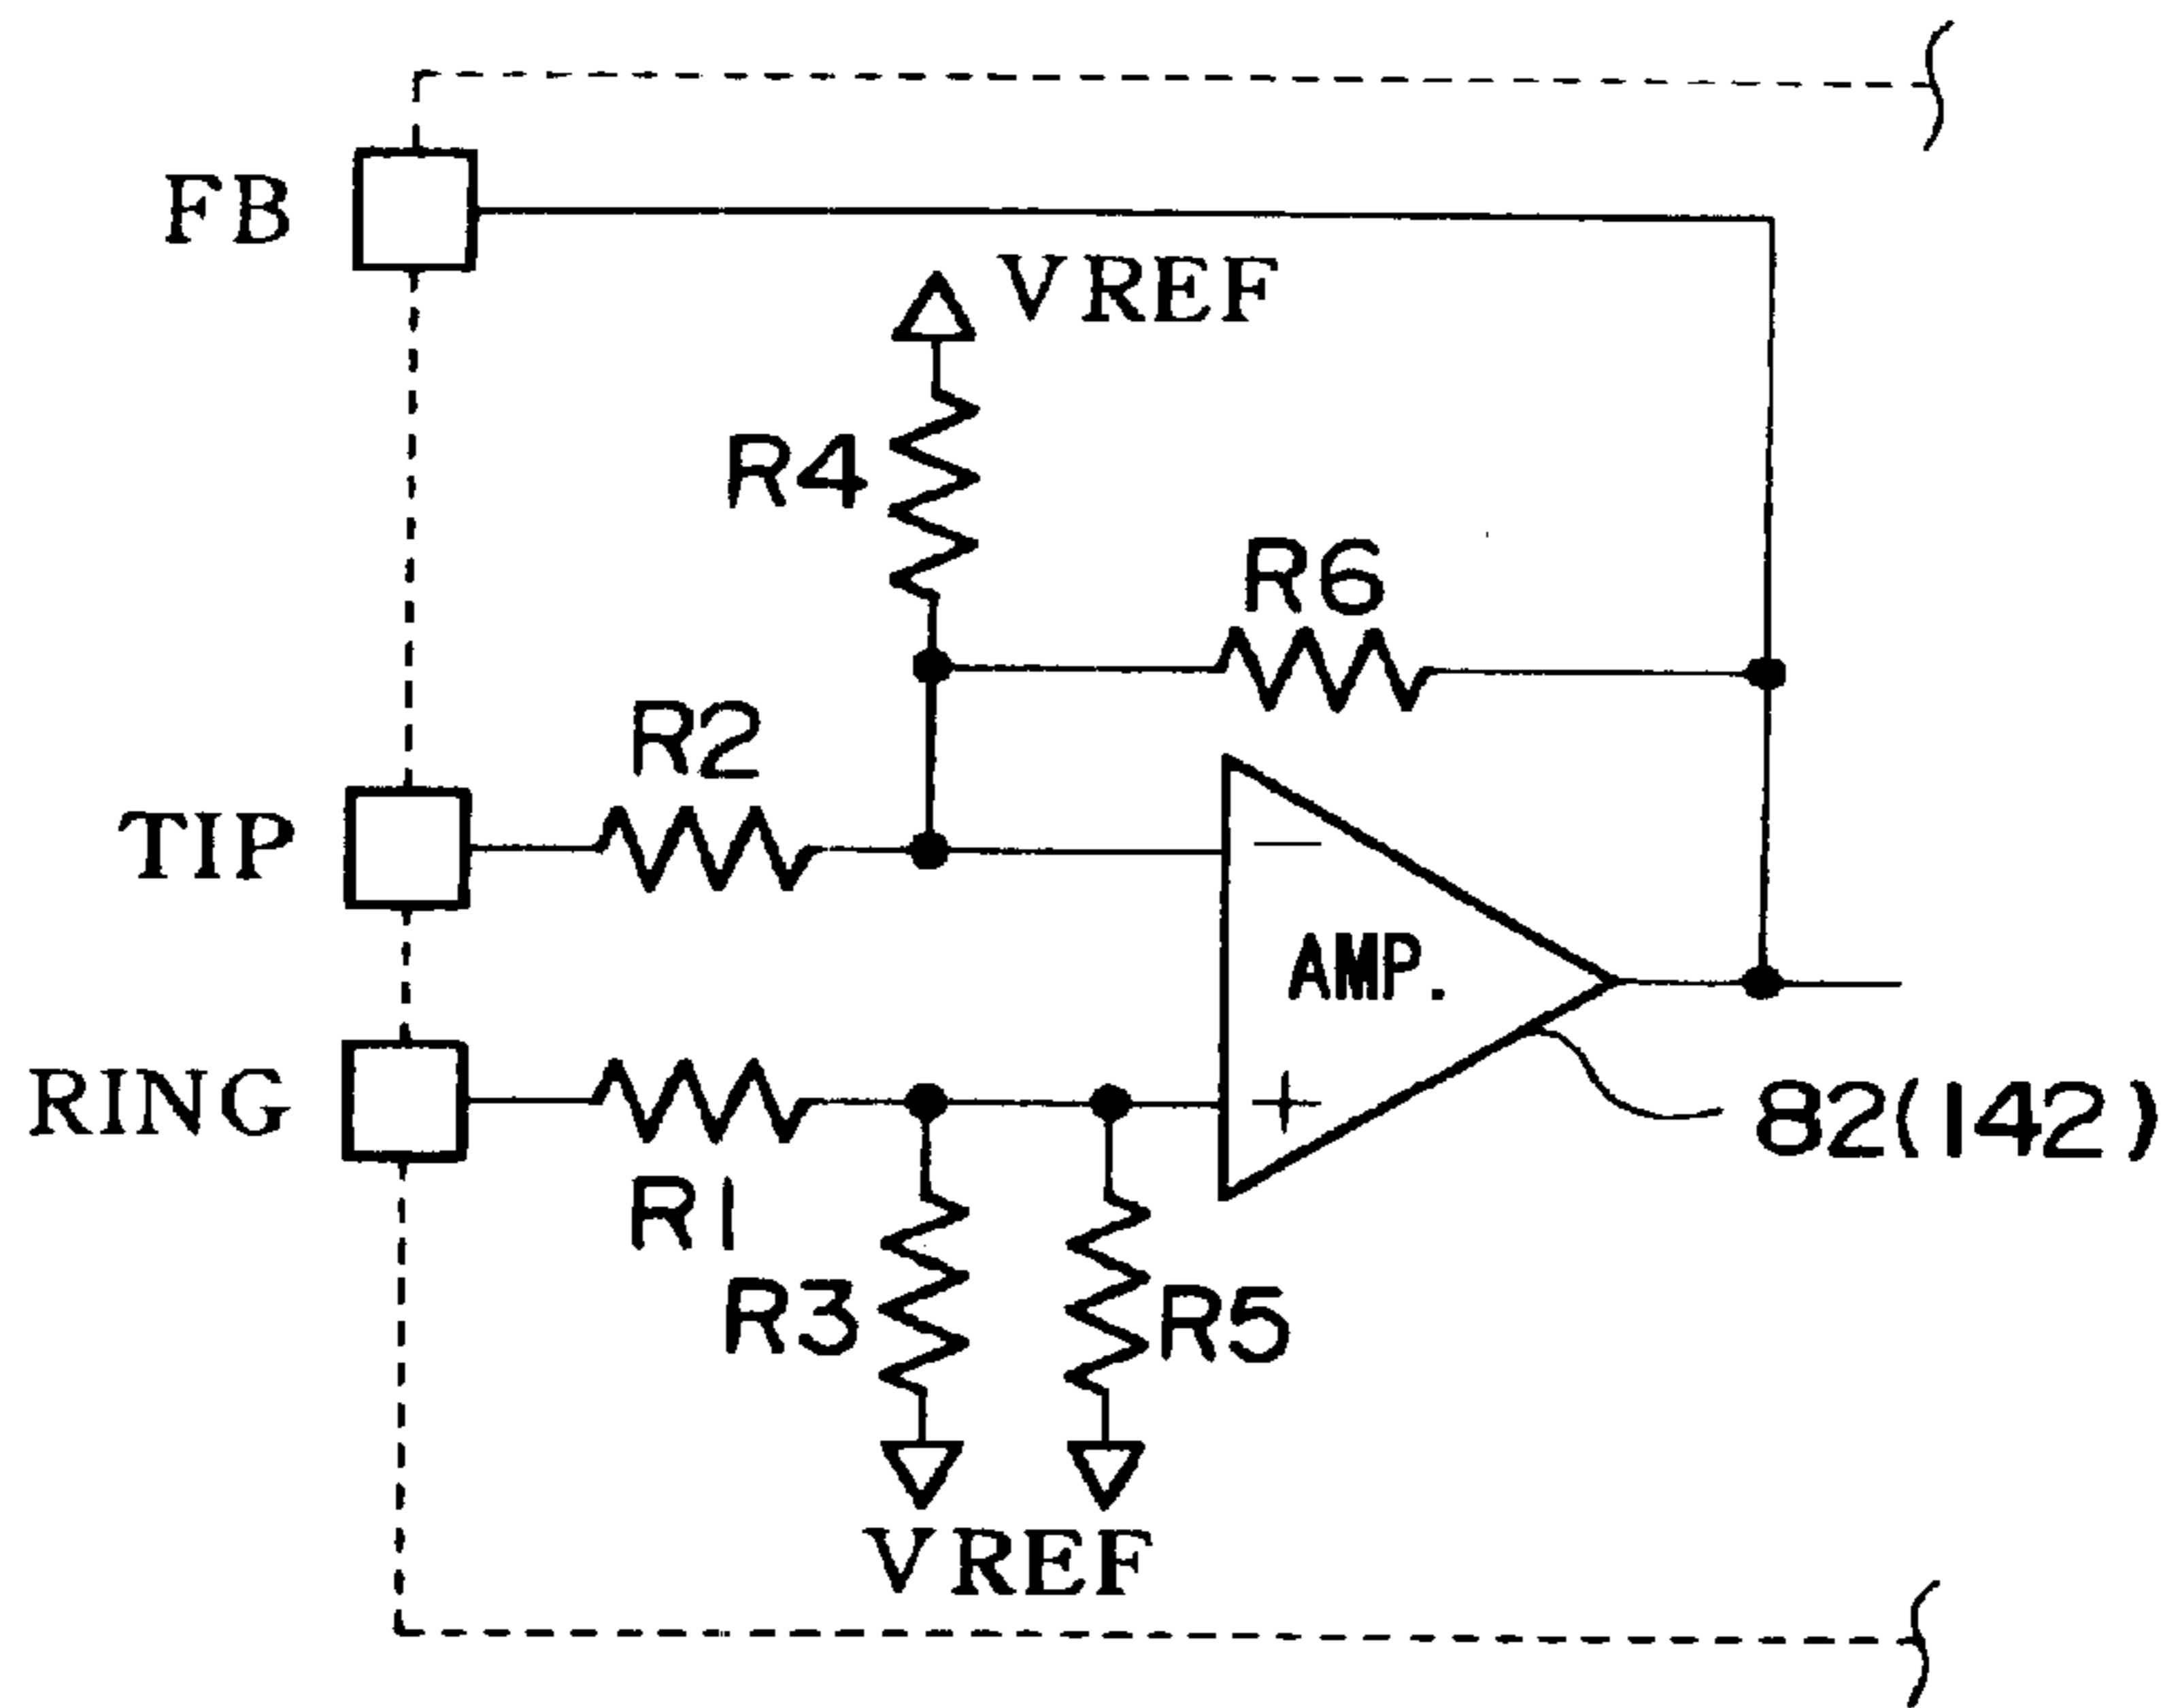 FB
VREF
R4
R6
R2
TIP
−
AMP.
RING
+
82(142)
R1
R3
R5
VREF